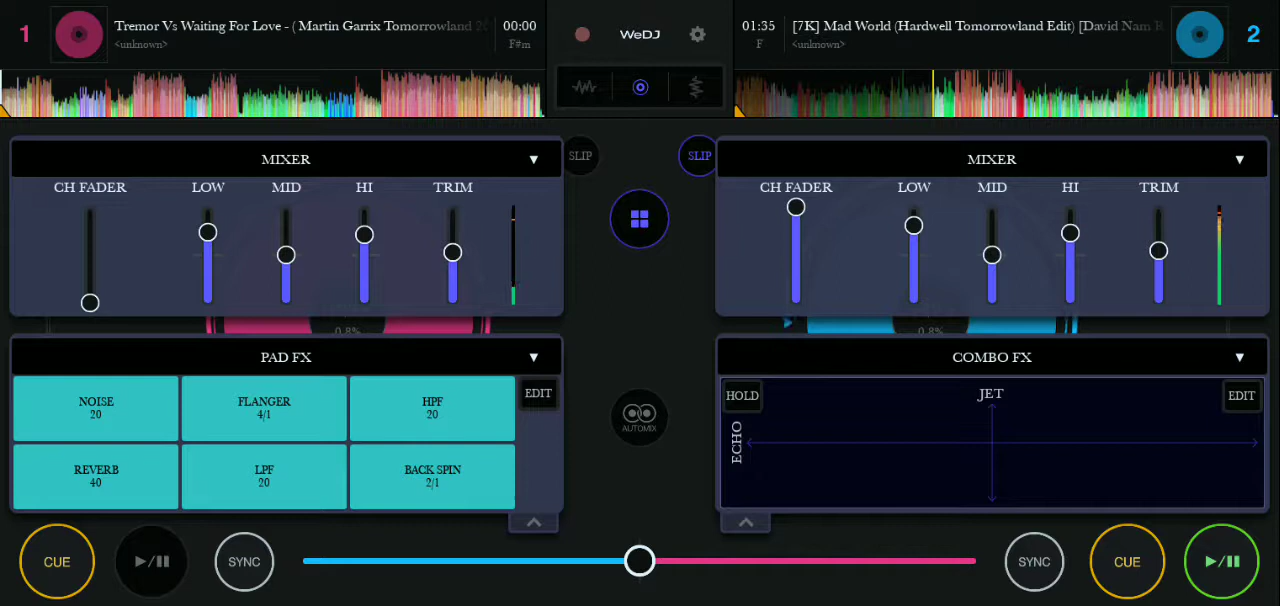 1
Tremor Vs Waiting For Love - ( Martin Garrix Tomorrowland 20
<unknown>
00:00
F#m
WeDJ
01:35
F
[7K] Mad World (Hardwell Tomorrowland Edit) [David Nam R
<unknown>
2
MIXER ▼
SLIP
SLIP
MIXER ▼
CH FADER LOW MID HI TRIM
CH FADER LOW MID HI TRIM
0.8%
0.8%
PAD FX ▼
COMBO FX ▼
NOISE
20
FLANGER
4/1
HPF
20
EDIT
REVERB
40
LPF
20
BACK SPIN
2/1
AUTOMIX
HOLD
JET
EDIT
ECHO
CUE
SYNC
SYNC
CUE